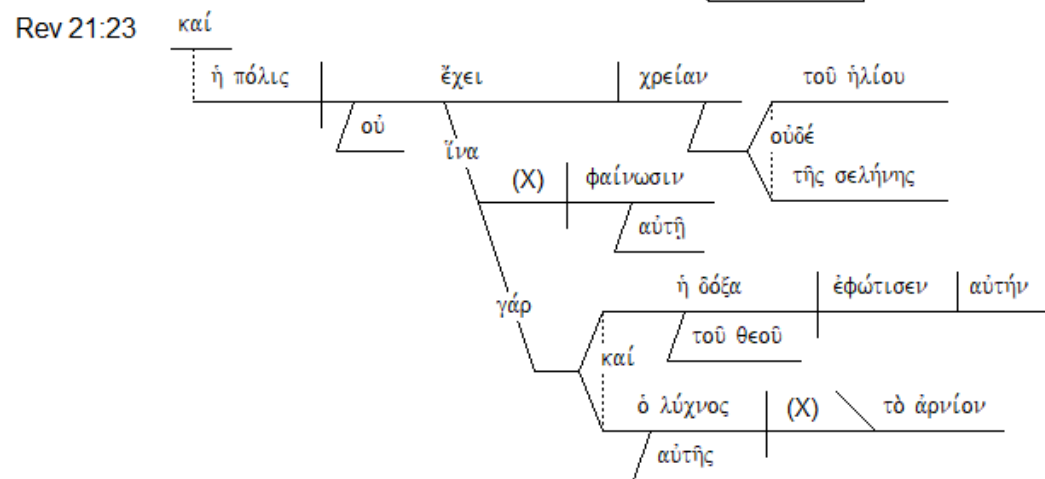 Rev 21:23 καί
ἡ πόλις ἔχει χρείαν τοῦ ἡλίου
οὐ οὐδέ
ἵνα
(X) φαίνωσιν τῆς σελήνης
αὐτῇ
ἡ δόξα ἐφώτισεν αὐτήν
γάρ
τοῦ θεοῦ
καί
ὁ λύχνος (X) τὸ ἀρνίον
αὐτῆς